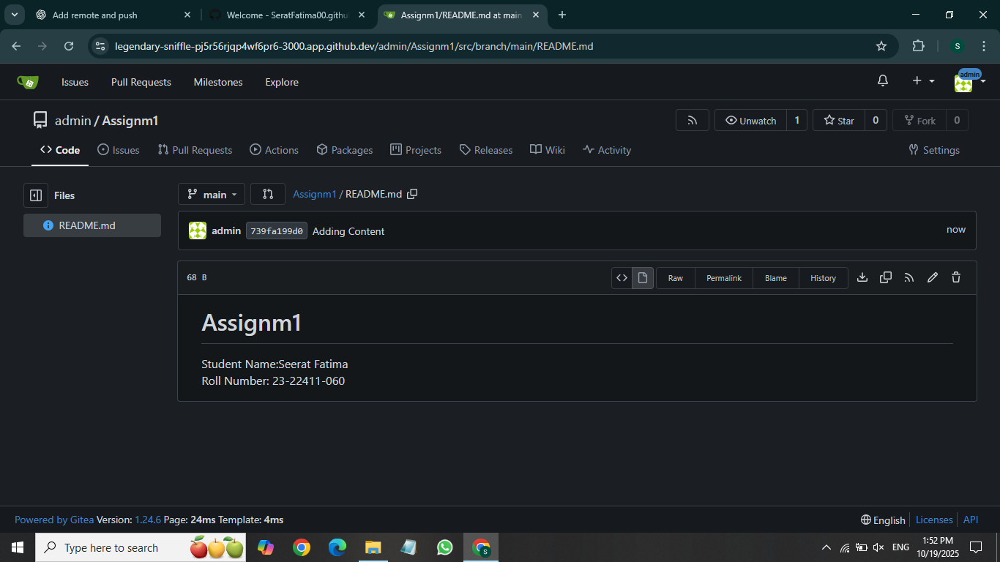 Add remote and push
Welcome - SeratFatima00.githu
Assignm1/README.md at main
legendary-sniffle-pj5r56rjqp4wf6pr6-3000.app.github.dev/admin/Assignm1/src/branch/main/README.md
S
Issues Pull Requests Milestones Explore
admin
admin / Assignm1
Unwatch 1 Star 0 Fork 0
Code Issues Pull Requests Actions Packages Projects Releases Wiki Activity Settings
Files
main
Assignm1 / README.md
README.md
admin 739fa199d0 Adding Content now
68 B
Raw Permalink Blame History
Assignm1
Student Name:Seerat Fatima
Roll Number: 23-22411-060
Powered by Gitea Version: 1.24.6 Page: 24ms Template: 4ms
English Licenses API
Type here to search
S
ENG
1:52 PM
10/19/2025